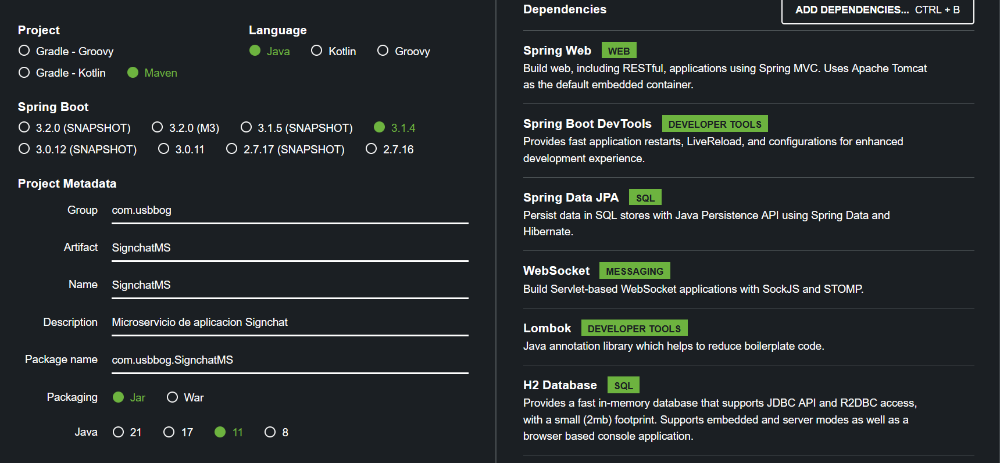 Project
Gradle - Groovy
Gradle - Kotlin Maven
Language
Java Kotlin Groovy
Spring Boot
3.2.0 (SNAPSHOT) 3.2.0 (M3) 3.1.5 (SNAPSHOT) 3.1.4
3.0.12 (SNAPSHOT) 3.0.11 2.7.17 (SNAPSHOT) 2.7.16
Project Metadata
Group com.usbbog
Artifact SignchatMS
Name SignchatMS
Description Microservicio de aplicacion Signchat
Package name com.usbbog.SignchatMS
Packaging Jar War
Java 21 17 11 8
Dependencies ADD DEPENDENCIES... CTRL + B
Spring Web WEB
Build web, including RESTful, applications using Spring MVC. Uses Apache Tomcat
as the default embedded container.
Spring Boot DevTools DEVELOPER TOOLS
Provides fast application restarts, LiveReload, and configurations for enhanced
development experience.
Spring Data JPA SQL
Persist data in SQL stores with Java Persistence API using Spring Data and
Hibernate.
WebSocket MESSAGING
Build Servlet-based WebSocket applications with SockJS and STOMP.
Lombok DEVELOPER TOOLS
Java annotation library which helps to reduce boilerplate code.
H2 Database SQL
Provides a fast in-memory database that supports JDBC API and R2DBC access,
with a small (2mb) footprint. Supports embedded and server modes as well as a
browser based console application.